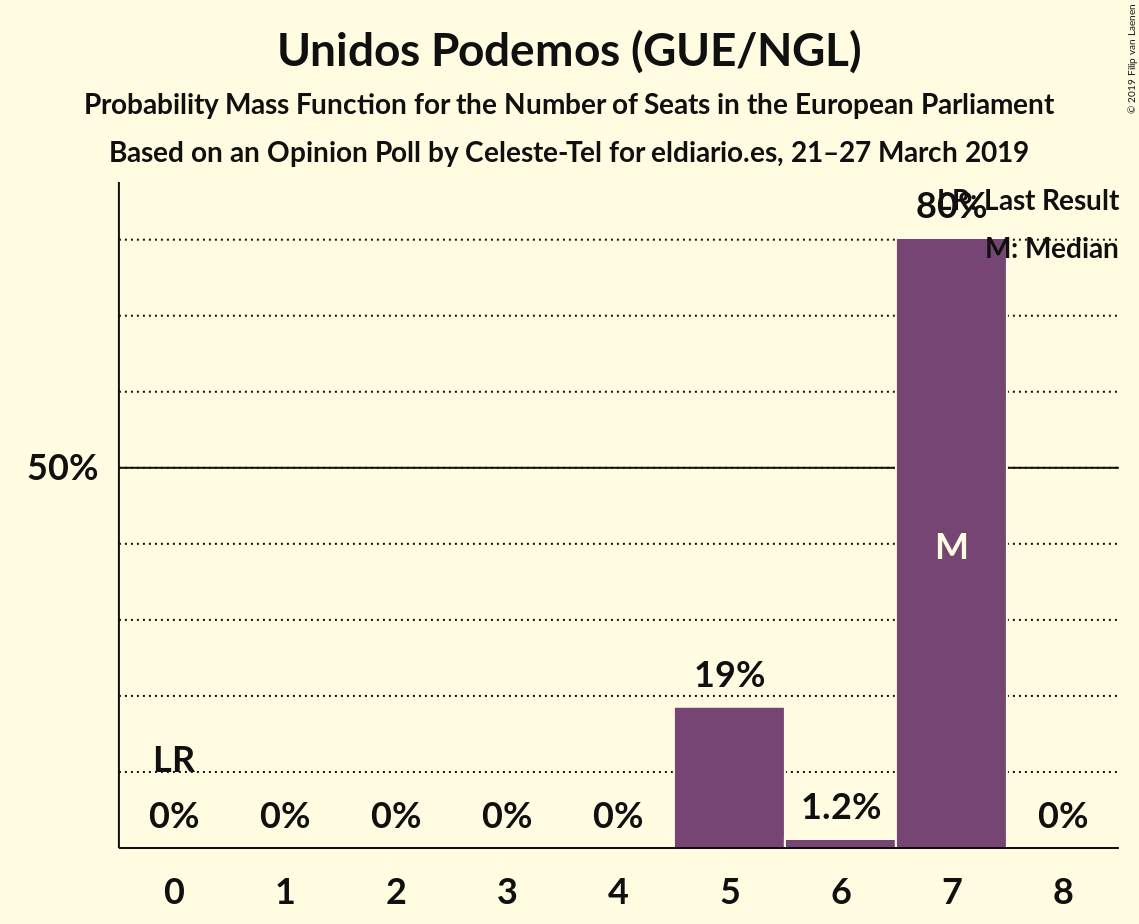 Unidos Podemos (GUE/NGL)
Probability Mass Function for the Number of Seats in the European Parliament
Based on an Opinion Poll by Celeste-Tel for eldiario.es, 21–27 March 2019
© 2019 Filip van Laenen
LR: Last Result
M: Median
80%
50%
M
19%
LR
0% 0% 0% 0% 0% 1.2% 0%
0 1 2 3 4 5 6 7 8